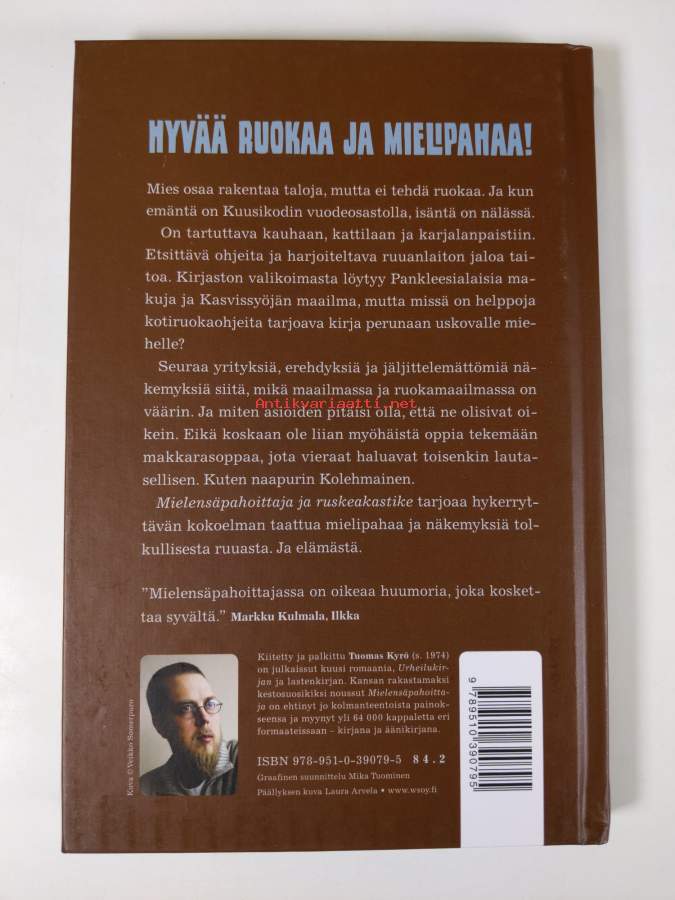 HYVÄÄ RUOKAA JA MIELIPAHAA!
Mies osaa rakentaa taloja, mutta ei tehdä ruokaa. Ja kun
emäntä on Kuusikodin vuodeosastolla, isäntä on nälässä.
On tartuttava kauhaan, kattilaan ja karjalanpaistiin.
Etsittävä ohjeita ja harjoiteltava ruuanlaiton jaloa tai-
toa. Kirjaston valikoimasta löytyy Pankleesialaisia ma-
kuja ja Kasvissyöjän maailma, mutta missä on helppoja
kotiruokaohjeita tarjoava kirja perunaan uskovalle mie-
helle?
Seuraa yrityksiä, erehdyksiä ja jäljittelemättömiä nä-
kemyksiä siitä, mikä maailmassa ja ruokamaailmassa on
väärin. Ja miten asioiden pitäisi olla, että ne olisivat oi-
Antikvariaatti.net
kein. Eikä koskaan ole liian myöhäistä oppia tekemään
makkarasoppaa, jota vieraat haluavat toisenkin lauta-
sellisen. Kuten naapurin Kolehmainen.
Mielensäpahoittaja ja ruskeakastike tarjoaa hykerryt-
tävän kokoelman taattua mielipahaa ja näkemyksiä tol-
kullisesta ruuasta. Ja elämästä.
”Mielensäpahoittajassa on oikeaa huumoria, joka kosket-
taa syvältä.” Markku Kulmala, Ilkka
Kiitetty ja palkittu Tuomas Kyrö (s. 1974)
on julkaissut kuusi romaania, Urheilukir-
jan ja lastenkirjan. Kansan rakastamaksi
kestosuosikiksi noussut Mielensäpahoitta-
ja on ehtinyt jo kolmanteentoista painok-
seensa ja myynyt yli 64 000 kappaletta eri
formaateissaan – kirjana ja äänikirjana.
ISBN 978-951-0-39079-5 84.2
Graafinen suunnittelu Mika Tuominen
Päällyksen kuva Laura Arvela • www.wsoy.fi
Kuva © Veikko Somerpuro
9 789510 390795